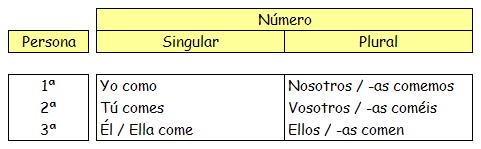 Número
Persona Singular Plural
1ª Yo como Nosotros / -as comemos
2ª Tú comes Vosotros / -as coméis
3ª Él / Ella come Ellos / -as comen